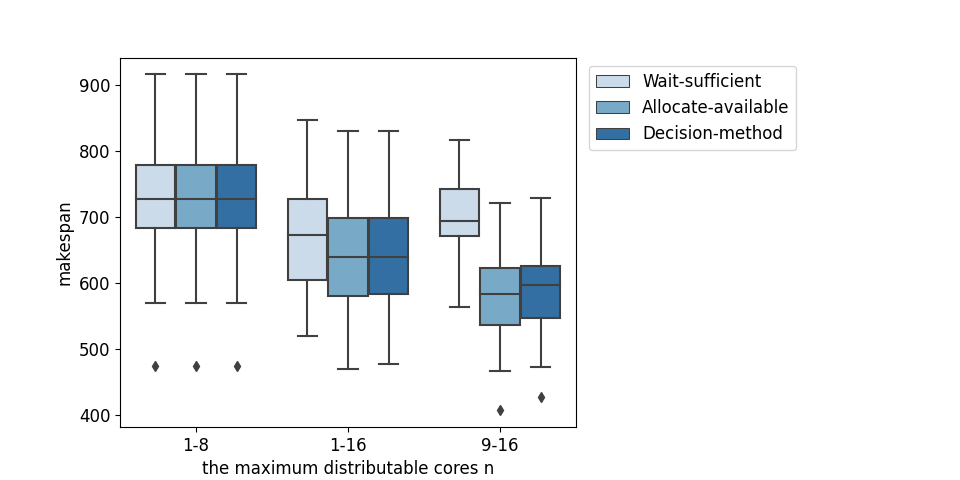 Wait-sufficient
Allocate-available
Decision-method
makespan
900
800
700
600
500
400
1-8 1-16 9-16
the maximum distributable cores n